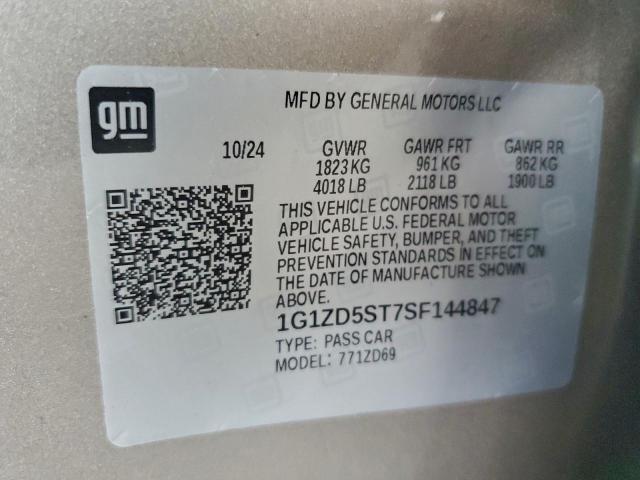 gm
MFD BY GENERAL MOTORS LLC
10/24 GVWR GAWR FRT GAWR RR
1823 KG 961 KG 862 KG
4018 LB 2118 LB 1900 LB
THIS VEHICLE CONFORMS TO ALL
APPLICABLE U.S. FEDERAL MOTOR
VEHICLE SAFETY, BUMPER, AND THEFT
PREVENTION STANDARDS IN EFFECT ON
THE DATE OF MANUFACTURE SHOWN
ABOVE.
1G1ZD5ST7SF144847
TYPE: PASS CAR
MODEL: 771ZD69